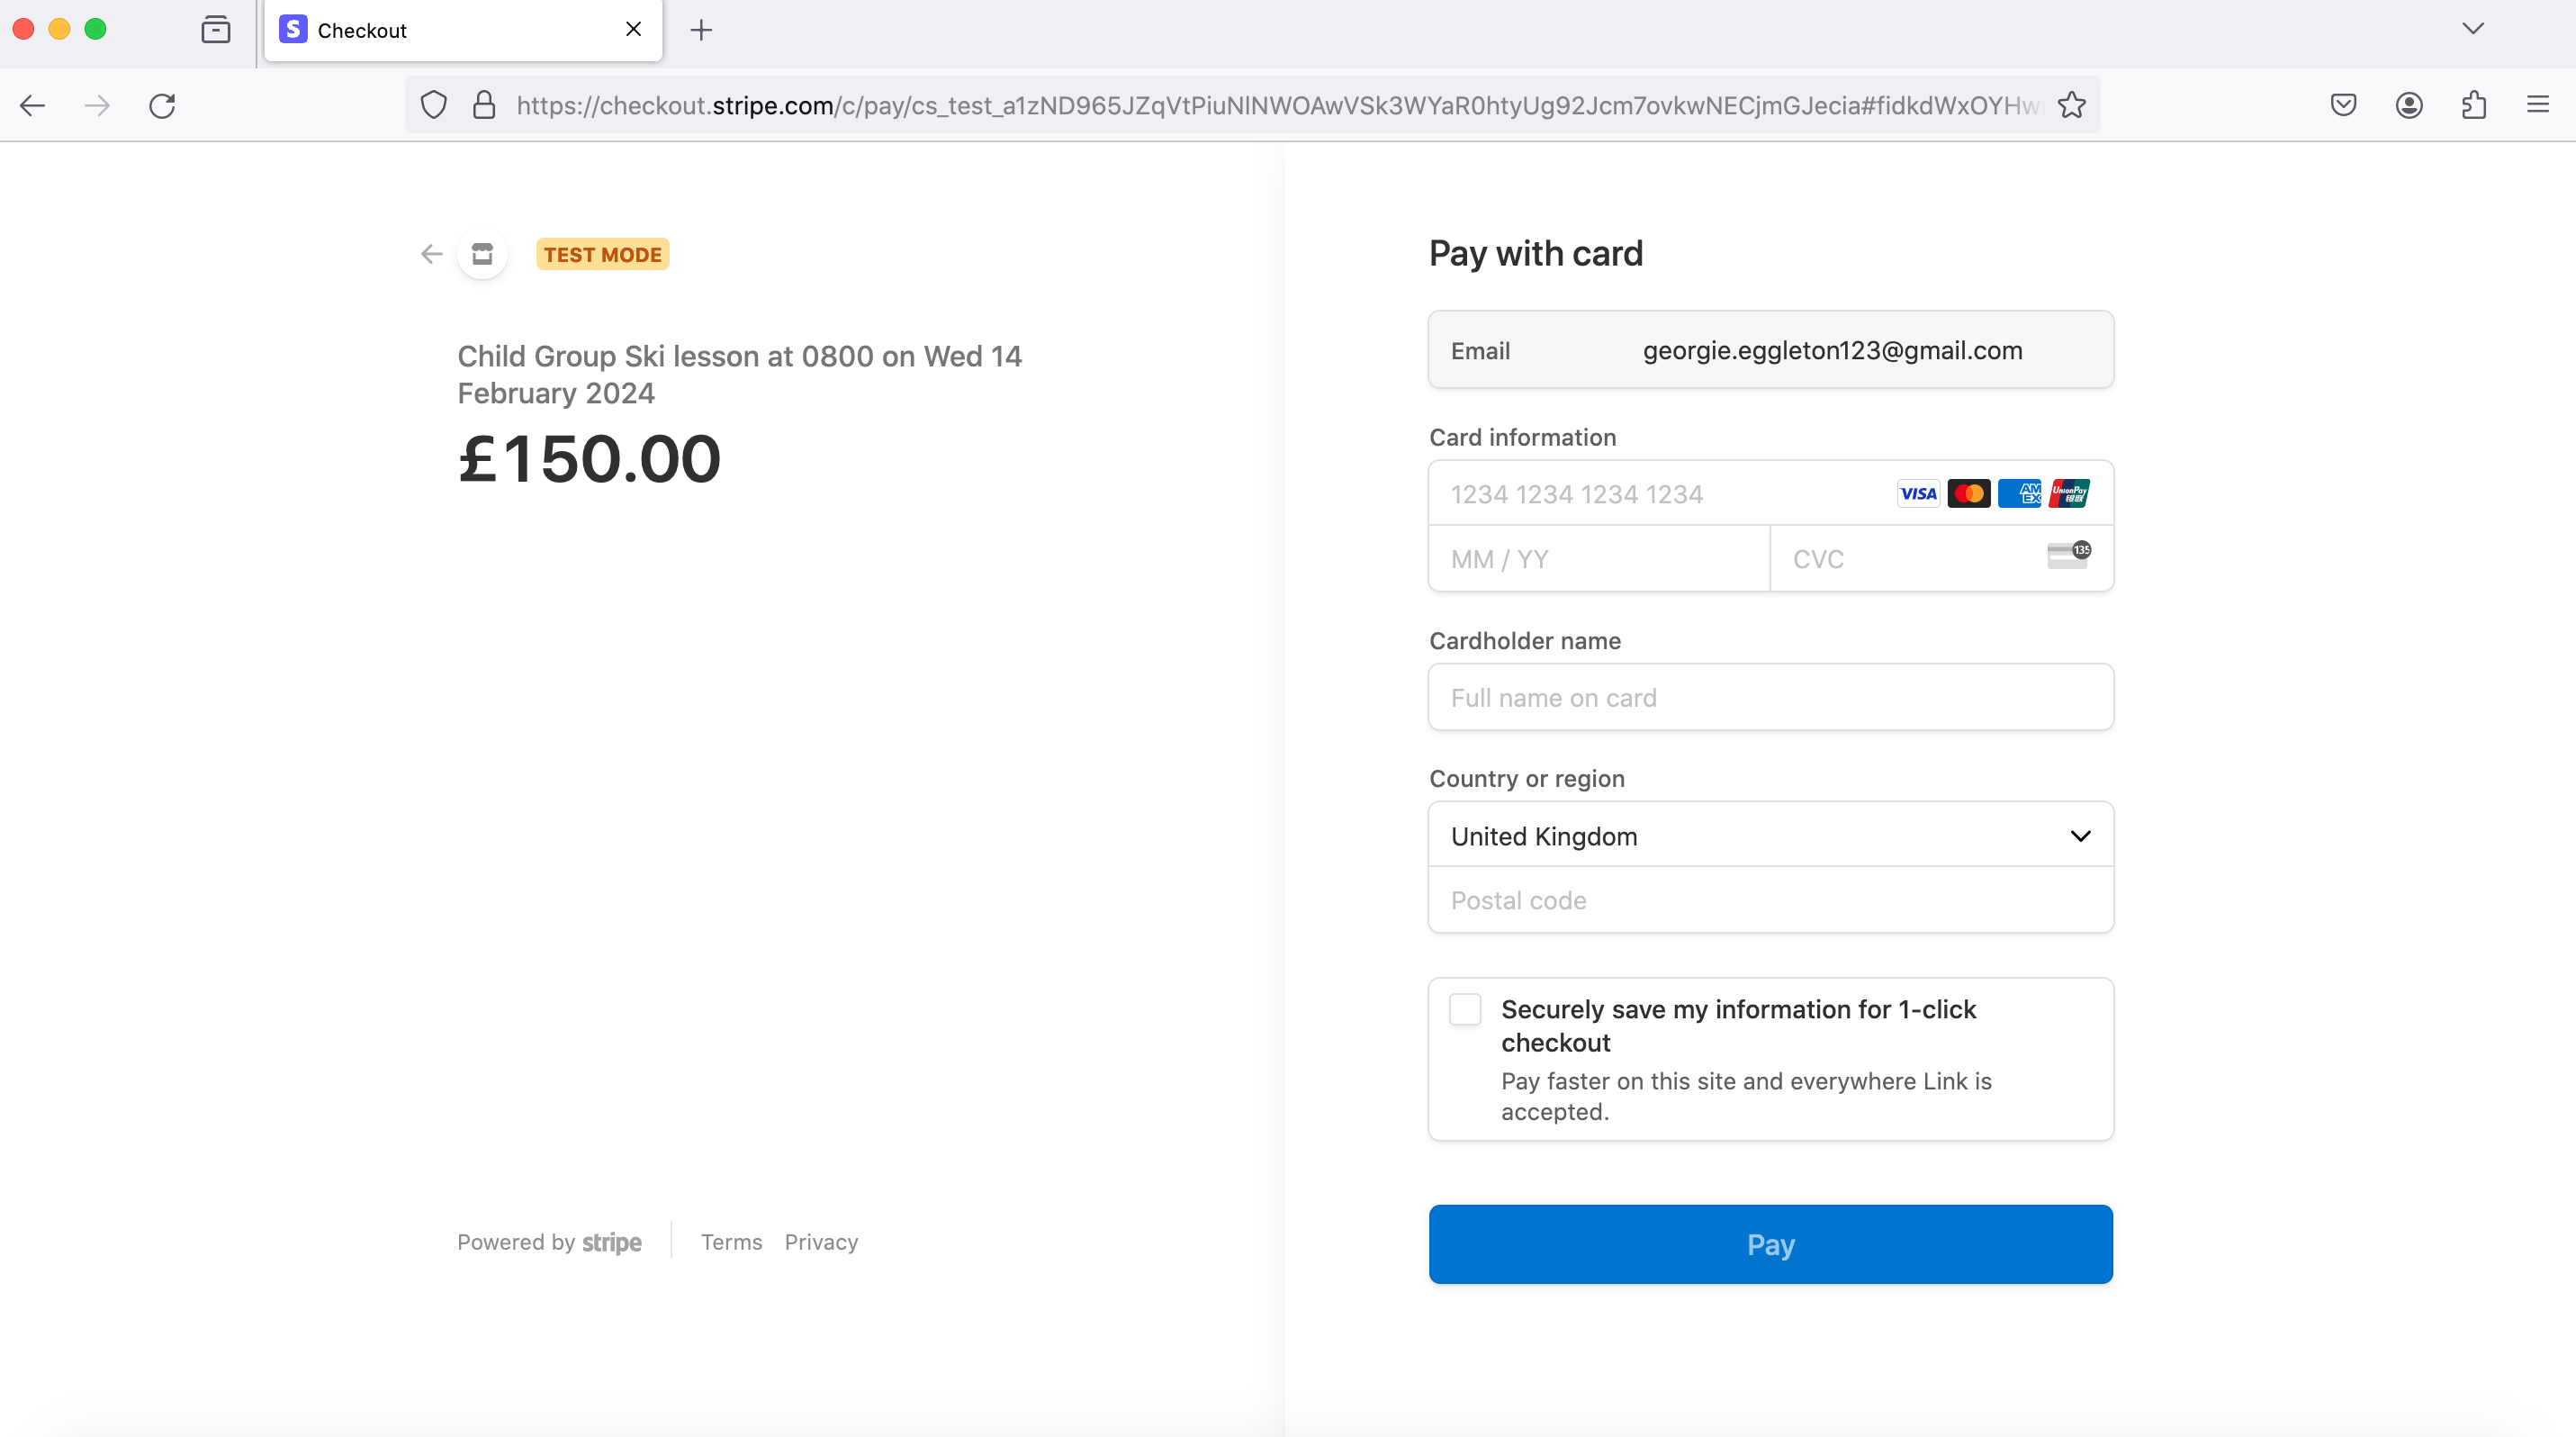 Checkout
https://checkout.stripe.com/c/pay/cs_test_a1zND965JZqVtPiuNlNWOAwVSk3WYaR0htyUg92Jcm7ovkwNECjmGJecia#fidkdWxOYHw
TEST MODE
Child Group Ski lesson at 0800 on Wed 14
February 2024
£150.00
Powered by stripe
Terms Privacy
Pay with card
Email georgie.eggleton123@gmail.com
Card information
1234 1234 1234 1234 VISA AMEX UnionPay 银联
MM / YY CVC 135
Cardholder name
Full name on card
Country or region
United Kingdom
Postal code
Securely save my information for 1-click
checkout
Pay faster on this site and everywhere Link is
accepted.
Pay